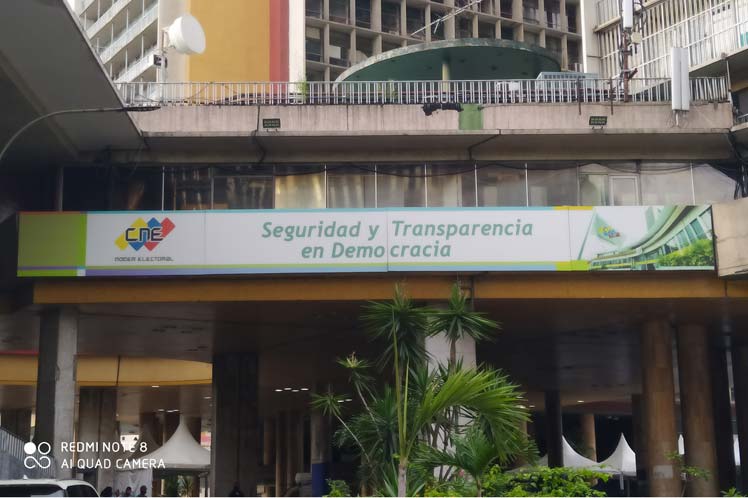 CNE
PODER ELECTORAL
Seguridad y Transparencia
en Democracia
REDMI NOTE 8
AI QUAD CAMERA